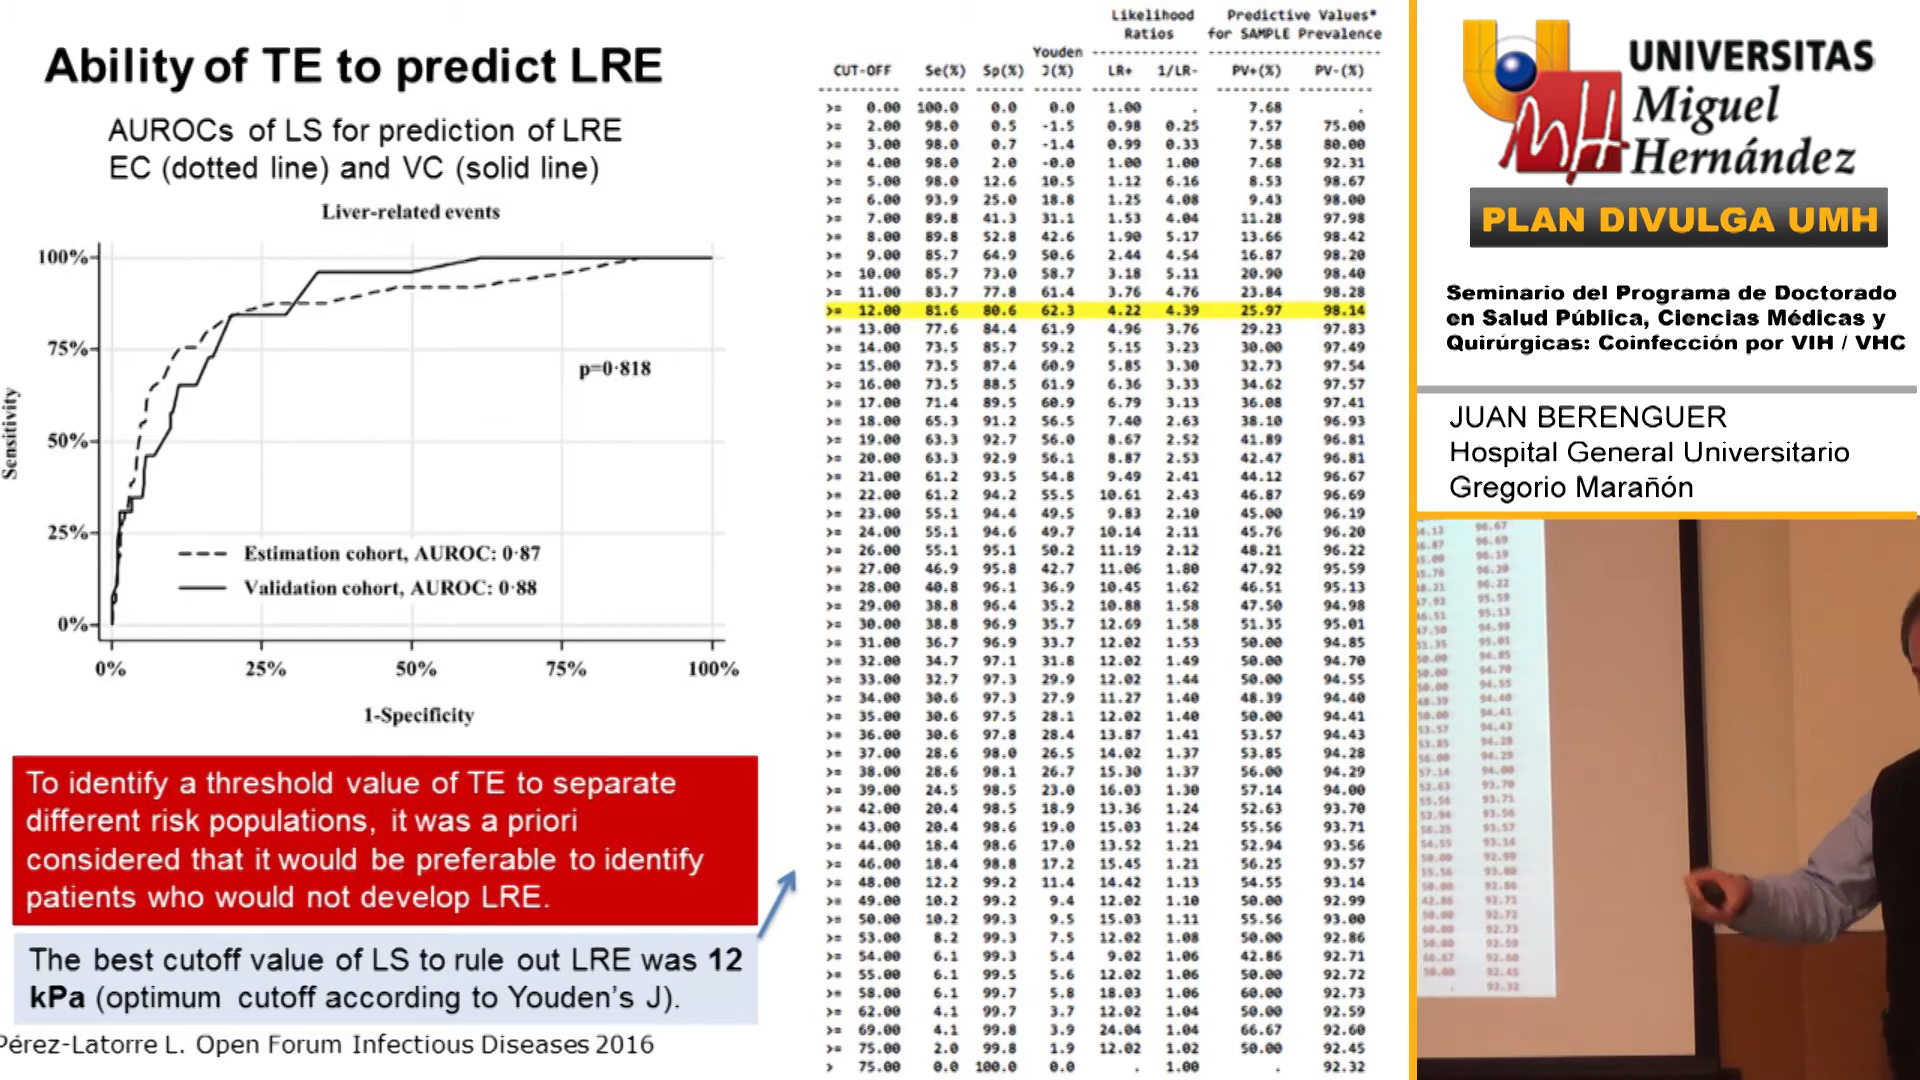 Ability of TE to predict LRE
AUROCs of LS for prediction of LRE
EC (dotted line) and VC (solid line)
Liver-related events
100%
75%
50%
25%
0%
Sensitivity
p=0·818
Estimation cohort, AUROC: 0·87
Validation cohort, AUROC: 0·88
0% 25% 50% 75% 100%
1-Specificity
To identify a threshold value of TE to separate
different risk populations, it was a priori
considered that it would be preferable to identify
patients who would not develop LRE.
The best cutoff value of LS to rule out LRE was 12
kPa (optimum cutoff according to Youden's J).
Pérez-Latorre L. Open Forum Infectious Diseases 2016
Likelihood Predictive Values*
Ratios for SAMPLE Prevalence
Youden
CUT-OFF Se(%) Sp(%) J(%) LR+ 1/LR- PV+(%) PV-(%)
>= 0.00 100.0 0.0 0.0 1.00 . 7.68 .
>= 2.00 98.0 0.5 -1.5 0.98 0.25 7.57 75.00
>= 3.00 98.0 0.7 -1.4 0.99 0.33 7.58 80.00
>= 4.00 98.0 2.0 -0.0 1.00 1.00 7.68 92.31
>= 5.00 98.0 12.6 10.5 1.12 6.16 8.53 98.67
>= 6.00 93.9 25.0 18.8 1.25 4.08 9.43 98.00
>= 7.00 89.8 41.3 31.1 1.53 4.04 11.28 97.98
>= 8.00 89.8 52.8 42.6 1.90 5.17 13.66 98.42
>= 9.00 85.7 64.9 50.6 2.44 4.54 16.87 98.20
>= 10.00 85.7 73.0 58.7 3.18 5.11 20.90 98.40
>= 11.00 83.7 77.8 61.4 3.76 4.76 23.84 98.28
>= 12.00 81.6 80.6 62.3 4.22 4.39 25.97 98.14
>= 13.00 77.6 84.4 61.9 4.96 3.76 29.23 97.83
>= 14.00 73.5 85.7 59.2 5.15 3.23 30.00 97.49
>= 15.00 73.5 87.4 60.9 5.85 3.30 32.73 97.54
>= 16.00 73.5 88.5 61.9 6.36 3.33 34.62 97.57
>= 17.00 71.4 89.5 60.9 6.79 3.13 36.08 97.41
>= 18.00 65.3 91.2 56.5 7.40 2.63 38.10 96.93
>= 19.00 63.3 92.7 56.0 8.67 2.52 41.89 96.81
>= 20.00 63.3 92.9 56.1 8.87 2.53 42.47 96.81
>= 21.00 61.2 93.5 54.8 9.49 2.41 44.12 96.67
>= 22.00 61.2 94.2 55.5 10.61 2.43 46.87 96.69
>= 23.00 55.1 94.4 49.5 9.83 2.10 45.00 96.19
>= 24.00 55.1 94.6 49.7 10.14 2.11 45.76 96.20
>= 26.00 55.1 95.1 50.2 11.19 2.12 48.21 96.22
>= 27.00 46.9 95.8 42.7 11.06 1.80 47.92 95.59
>= 28.00 40.8 96.1 36.9 10.45 1.62 46.51 95.13
>= 29.00 38.8 96.4 35.2 10.88 1.58 47.50 94.98
>= 30.00 38.8 96.9 35.7 12.69 1.58 51.35 95.01
>= 31.00 36.7 96.9 33.7 12.02 1.53 50.00 94.85
>= 32.00 34.7 97.1 31.8 12.02 1.49 50.00 94.70
>= 33.00 32.7 97.3 29.9 12.02 1.44 50.00 94.55
>= 34.00 30.6 97.3 27.9 11.27 1.40 48.39 94.40
>= 35.00 30.6 97.5 28.1 12.02 1.40 50.00 94.41
>= 36.00 30.6 97.8 28.4 13.87 1.41 53.57 94.43
>= 37.00 28.6 98.0 26.5 14.02 1.37 53.85 94.28
>= 38.00 28.6 98.1 26.7 15.30 1.37 56.00 94.29
>= 39.00 24.5 98.5 23.0 16.03 1.30 57.14 94.00
>= 42.00 20.4 98.5 18.9 13.36 1.24 52.63 93.70
>= 43.00 20.4 98.6 19.0 15.03 1.24 55.56 93.71
>= 44.00 18.4 98.6 17.0 13.52 1.21 52.94 93.56
>= 46.00 18.4 98.8 17.2 15.45 1.21 56.25 93.57
>= 48.00 12.2 99.2 11.4 14.42 1.13 54.55 93.14
>= 49.00 10.2 99.2 9.4 12.02 1.10 50.00 92.99
>= 50.00 10.2 99.3 9.5 15.03 1.11 55.56 93.00
>= 53.00 8.2 99.3 7.5 12.02 1.08 50.00 92.86
>= 54.00 6.1 99.3 5.4 9.02 1.06 42.86 92.71
>= 55.00 6.1 99.5 5.6 12.02 1.06 50.00 92.72
>= 58.00 6.1 99.7 5.8 18.03 1.06 60.00 92.73
>= 62.00 4.1 99.7 3.7 12.02 1.04 50.00 92.59
>= 69.00 4.1 99.8 3.9 24.04 1.04 66.67 92.60
>= 75.00 2.0 99.8 1.9 12.02 1.02 50.00 92.45
> 75.00 0.0 100.0 0.0 . 1.00 . 92.32
UNIVERSITAS
Miguel
Hernández
PLAN DIVULGA UMH
Seminario del Programa de Doctorado
en Salud Pública, Ciencias Médicas y
Quirúrgicas: Coinfección por VIH / VHC
JUAN BERENGUER
Hospital General Universitario
Gregorio Marañón